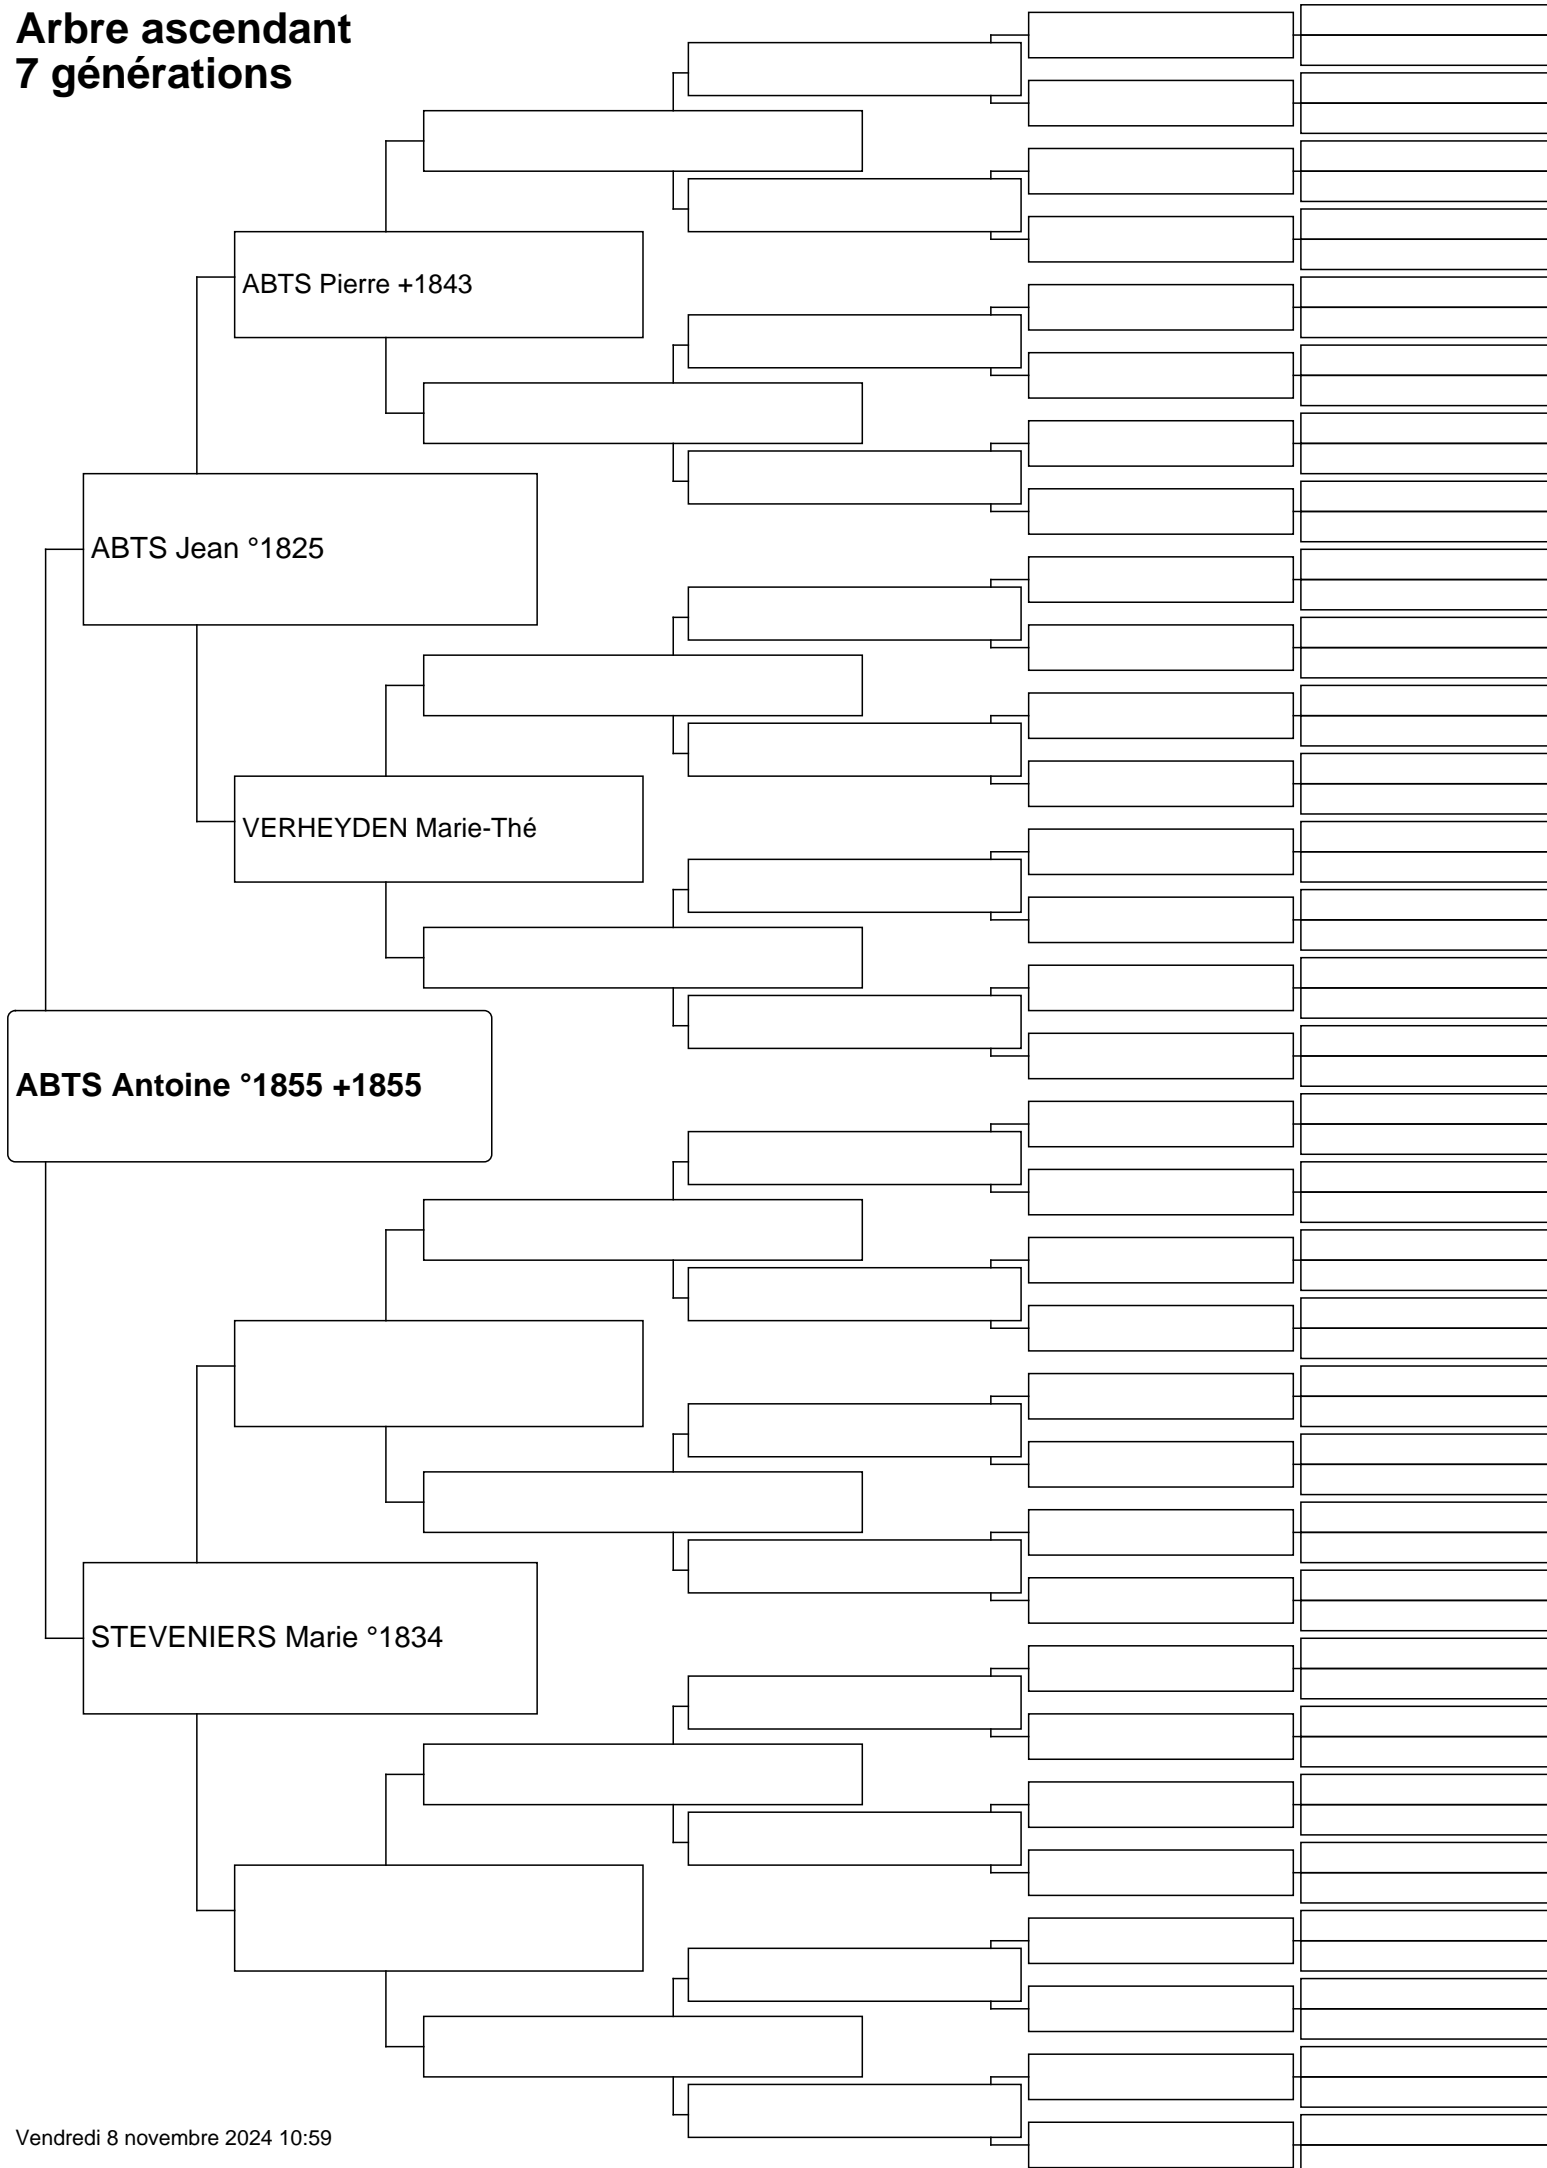 Arbre ascendant
7 générations
ABTS Pierre +1843
ABTS Jean °1825
VERHEYDEN Marie-Thé
ABTS Antoine °1855 +1855
STEVENIERS Marie °1834
Vendredi 8 novembre 2024 10:59